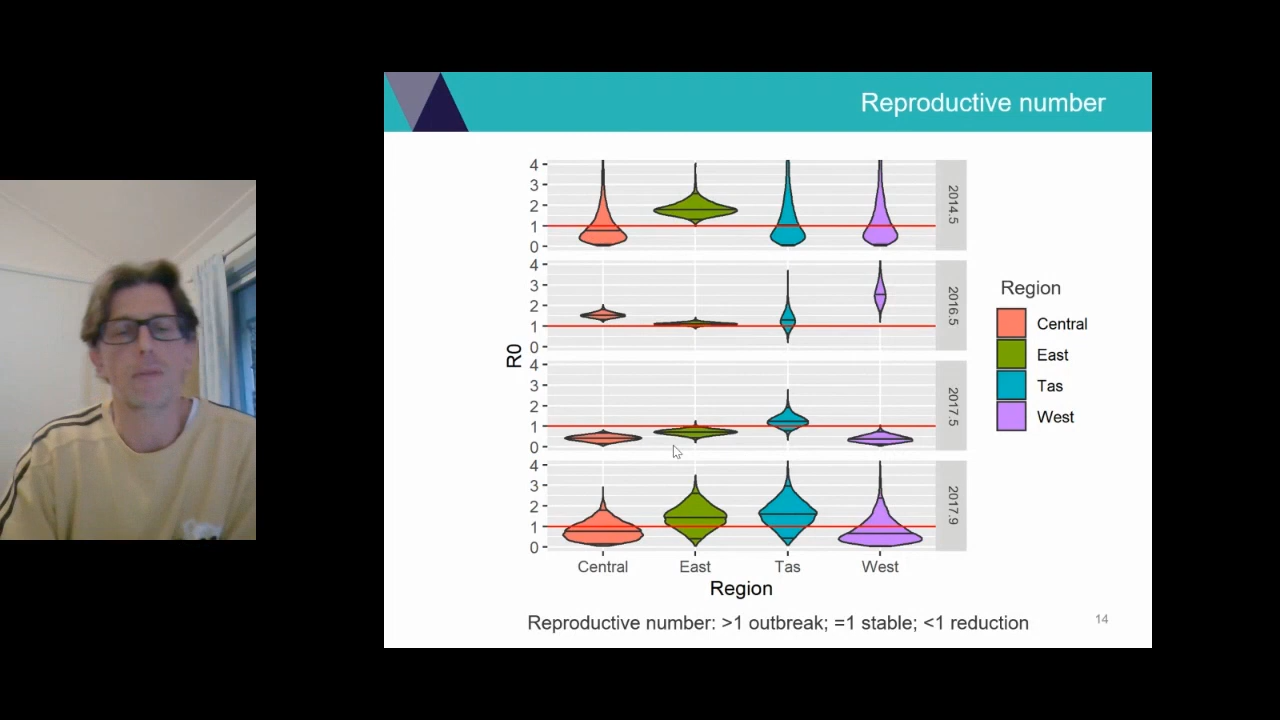 Reproductive number
4
3
2
1
0
2014.5
4
3
2
1
0
2016.5
4
3
2
1
0
2017.5
4
3
2
1
0
2017.9
R0
Central
East
Tas
West
Region
Region
Central
East
Tas
West
Reproductive number: >1 outbreak; =1 stable; <1 reduction
14